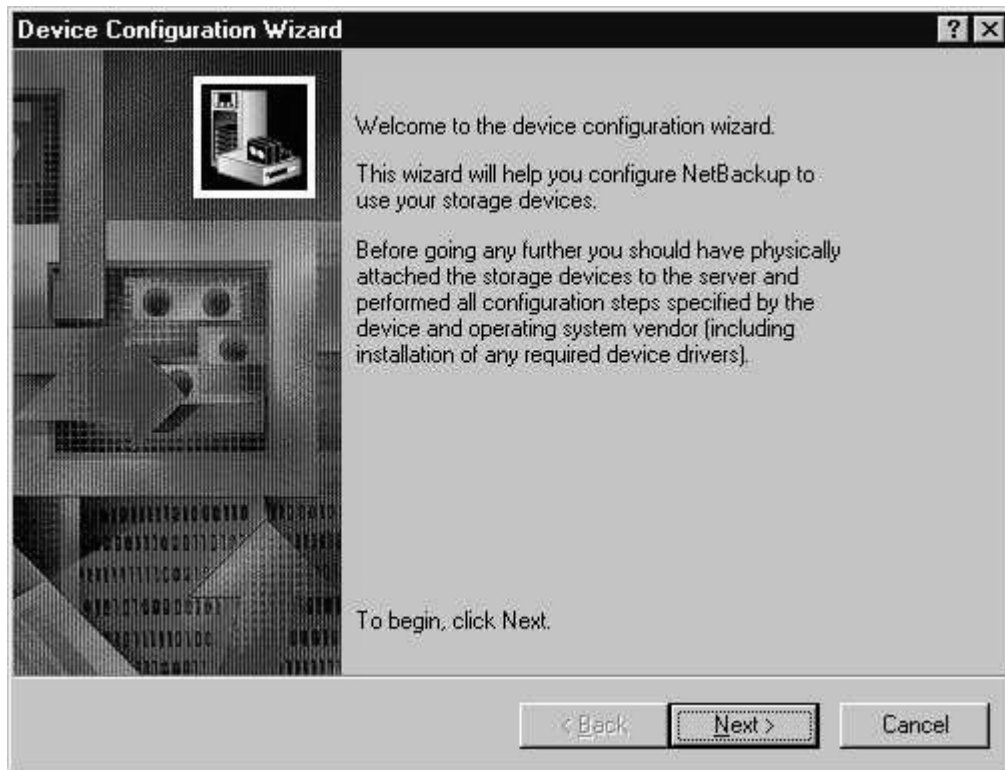 Device Configuration Wizard
Welcome to the device configuration wizard.
This wizard will help you configure NetBackup to
use your storage devices.
Before going any further you should have physically
attached the storage devices to the server and
performed all configuration steps specified by the
device and operating system vendor (including
installation of any required device drivers).
To begin, click Next.
< Back
Next >
Cancel